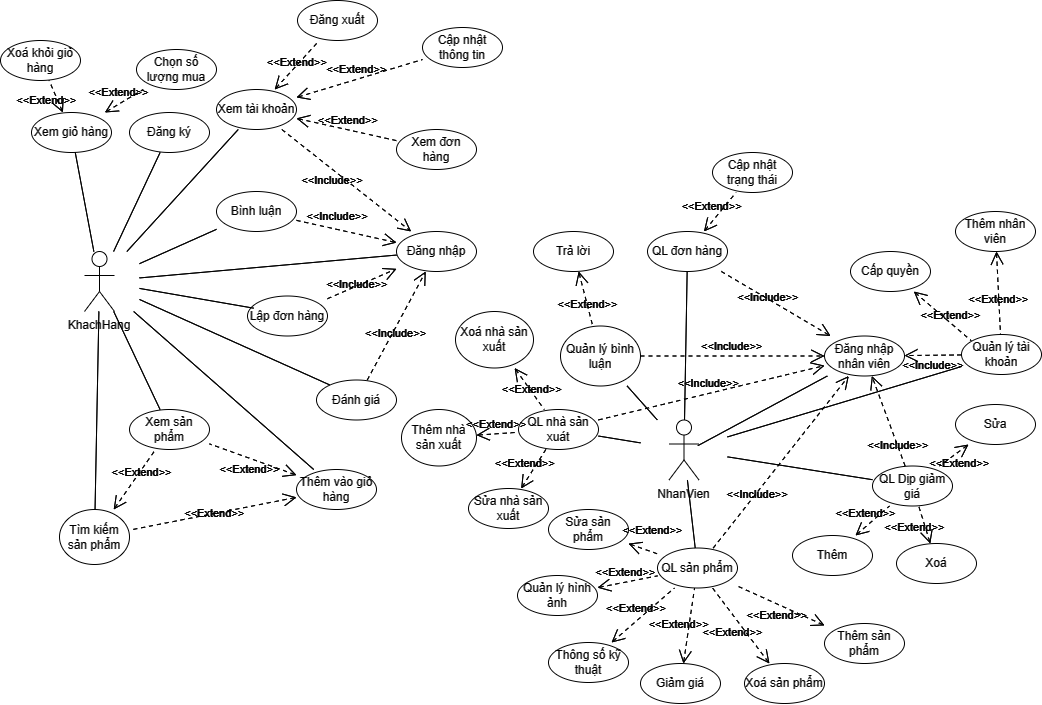 Đăng xuất
<<Extend>>
Cập nhật
thông tin
<<Extend>>
Xoá khỏi giỏ
hàng
<<Extend>>
Chọn số
lượng mua
<<Extend>>
Xem giỏ hàng
Đăng ký
Xem tài khoản
<<Extend>>
Xem đơn
hàng
<<Include>>
Bình luận
<<Include>>
Đăng nhập
Lập đơn hàng
<<Include>>
KhachHang
<<Include>>
Đánh giá
Xem sản
phẩm
<<Extend>>
<<Extend>>
Thêm vào giỏ
hàng
<<Extend>>
Tìm kiếm
sản phẩm
Cập nhật
trạng thái
<<Extend>>
QL đơn hàng
<<Include>>
Trả lời
<<Extend>>
Quản lý bình
luận
<<Include>>
Thêm nhân
viên
Cấp quyền
<<Extend>>
<<Extend>>
Quản lý tài
khoản
<<Include>>
Đăng nhập
nhân viên
Xoá nhà sản
xuất
<<Extend>>
<<Include>>
Thêm nhà
sản xuất
<<Extend>>
QL nhà sản
xuát
<<Extend>>
Sửa nhà sản
xuất
NhanVien
<<Include>>
Sửa
<<Extend>>
<<Include>>
QL Dịp giảm
giá
<<Extend>>
<<Extend>>
Thêm
Xoá
Sửa sản
phẩm
<<Extend>>
QL sản phẩm
Quản lý hình
ảnh
<<Extend>>
<<Extend>>
<<Extend>>
<<Extend>>
<<Extend>>
Thông số kỹ
thuật
Giảm giá
Xoá sản phẩm
Thêm sản
phẩm